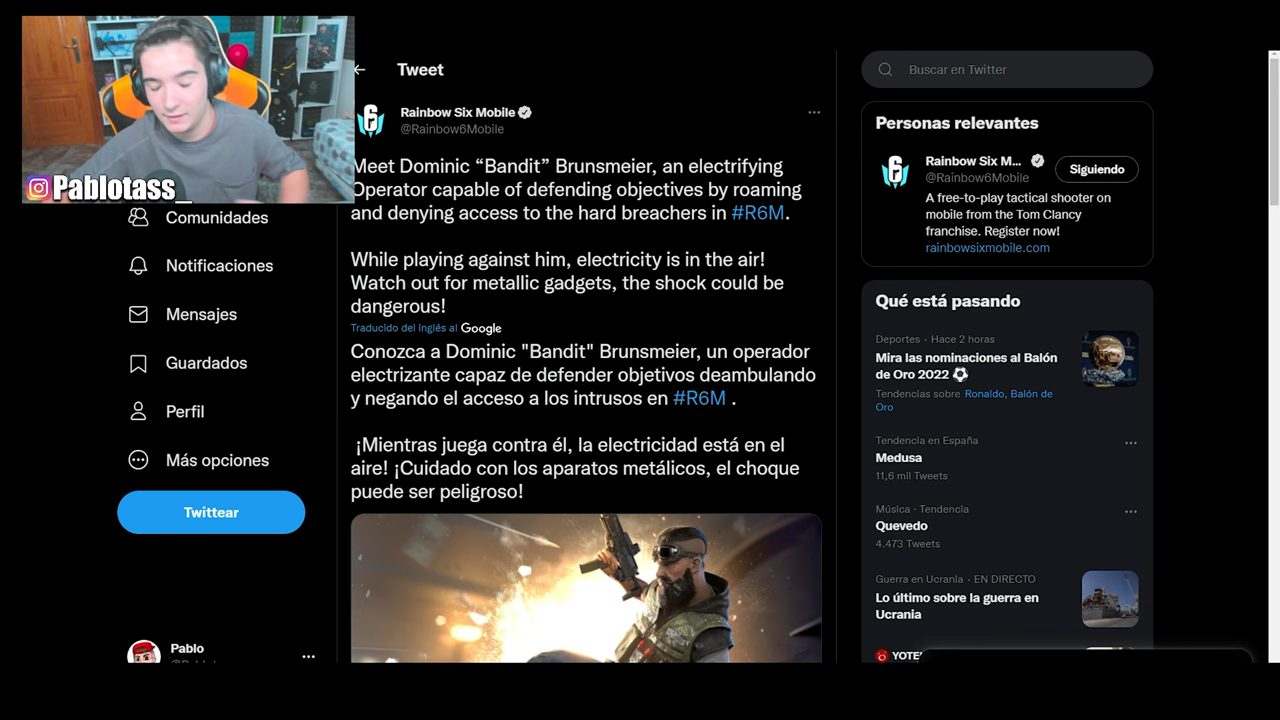 Pablotass_
Comunidades
Notificaciones
Mensajes
Guardados
Perfil
Más opciones
Twittear
Pablo
Tweet
Rainbow Six Mobile
@Rainbow6Mobile
Meet Dominic “Bandit” Brunsmeier, an electrifying
Operator capable of defending objectives by roaming
and denying access to the hard breachers in #R6M.
While playing against him, electricity is in the air!
Watch out for metallic gadgets, the shock could be
dangerous!
Traducido del inglés al Google
Conozca a Dominic "Bandit" Brunsmeier, un operador
electrizante capaz de defender objetivos deambulando
y negando el acceso a los intrusos en #R6M .
¡Mientras juega contra él, la electricidad está en el
aire! ¡Cuidado con los aparatos metálicos, el choque
puede ser peligroso!
Buscar en Twitter
Personas relevantes
Rainbow Six M...
@Rainbow6Mobile
Siguiendo
A free-to-play tactical shooter on
mobile from the Tom Clancy
franchise. Register now!
rainbowsixmobile.com
Qué está pasando
Deportes · Hace 2 horas
Mira las nominaciones al Balón
de Oro 2022
Tendencias sobre Ronaldo, Balón de
Oro
Tendencia en España
Medusa
11,6 mil Tweets
Música · Tendencia
Quevedo
4.473 Tweets
Guerra en Ucrania · EN DIRECTO
Lo último sobre la guerra en
Ucrania